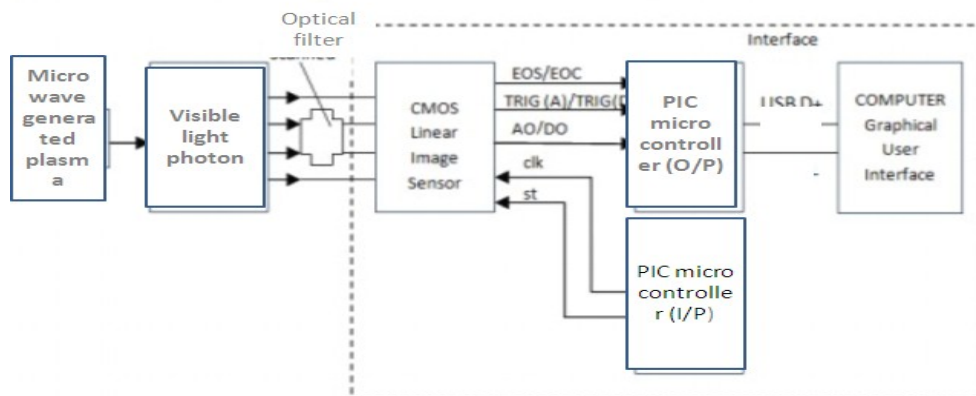 Optical
filter
Interface
Micro
wave
genera
ted
plasm
a
Visible
light
photon
CMOS
Linear
Image
Sensor
EOS/EOC
TRIG (A)/TRIG(
AO/DO
clk
st
PIC
micro
controll
er (O/P)
USB D+
COMPUTER
Graphical
User
Interface
PIC micro
controlle
r (I/P)